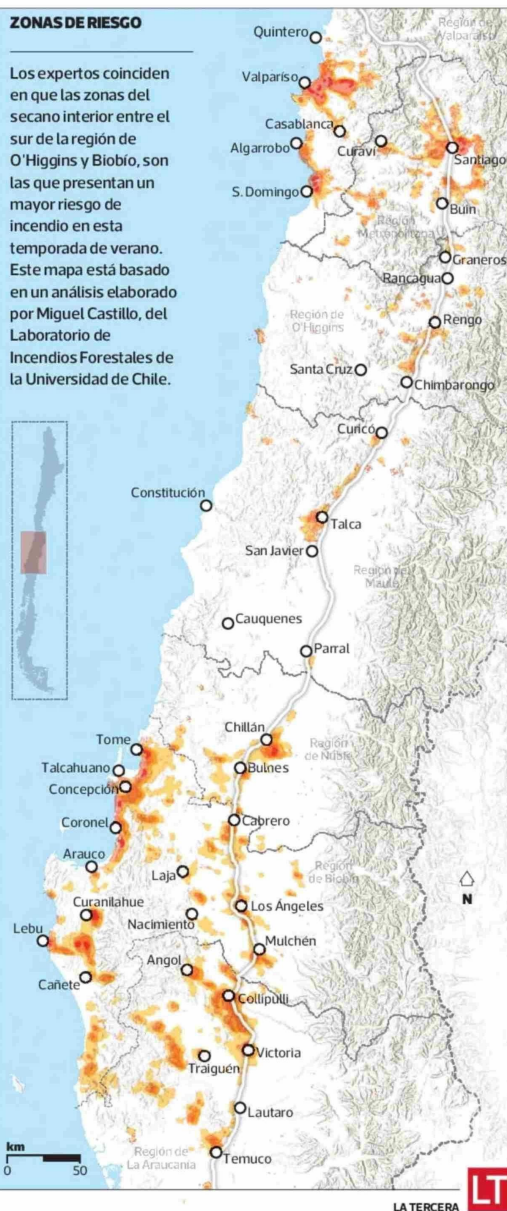 ZONAS DE RIESGO
Los expertos coinciden
en que las zonas del
secano interior entre el
sur de la región de
O'Higgins y Biobío, son
las que presentan un
mayor riesgo de
incendio en esta
temporada de verano.
Este mapa está basado
en un análisis elaborado
por Miguel Castillo, del
Laboratorio de
Incendios Forestales de
la Universidad de Chile.
Región de
Valparaíso
Quintero
Valparíso
Casablanca
Algarrobo
Curaví
Santiago
S. Domingo
Buin
Región
Metropolitana
Graneros
Rancagua
Región de
O'Higgins
Rengo
Santa Cruz
Chimbarongo
Curicó
Constitución
Talca
San Javier
Región del
Maule
Cauquenes
Parral
Chillán
Tome
Región
de Ñuble
Talcahuano
Bulnes
Concepción
Coronel
Cabrero
Arauco
Laja
Región
de Biobío
N
Curanilahue
Los Ángeles
Nacimiento
Lebu
Mulchén
Angol
Cañete
Collipulli
Victoria
Traiguén
Lautaro
km
0 50
Región de
La Araucanía
Temuco
LT
LA TERCERA